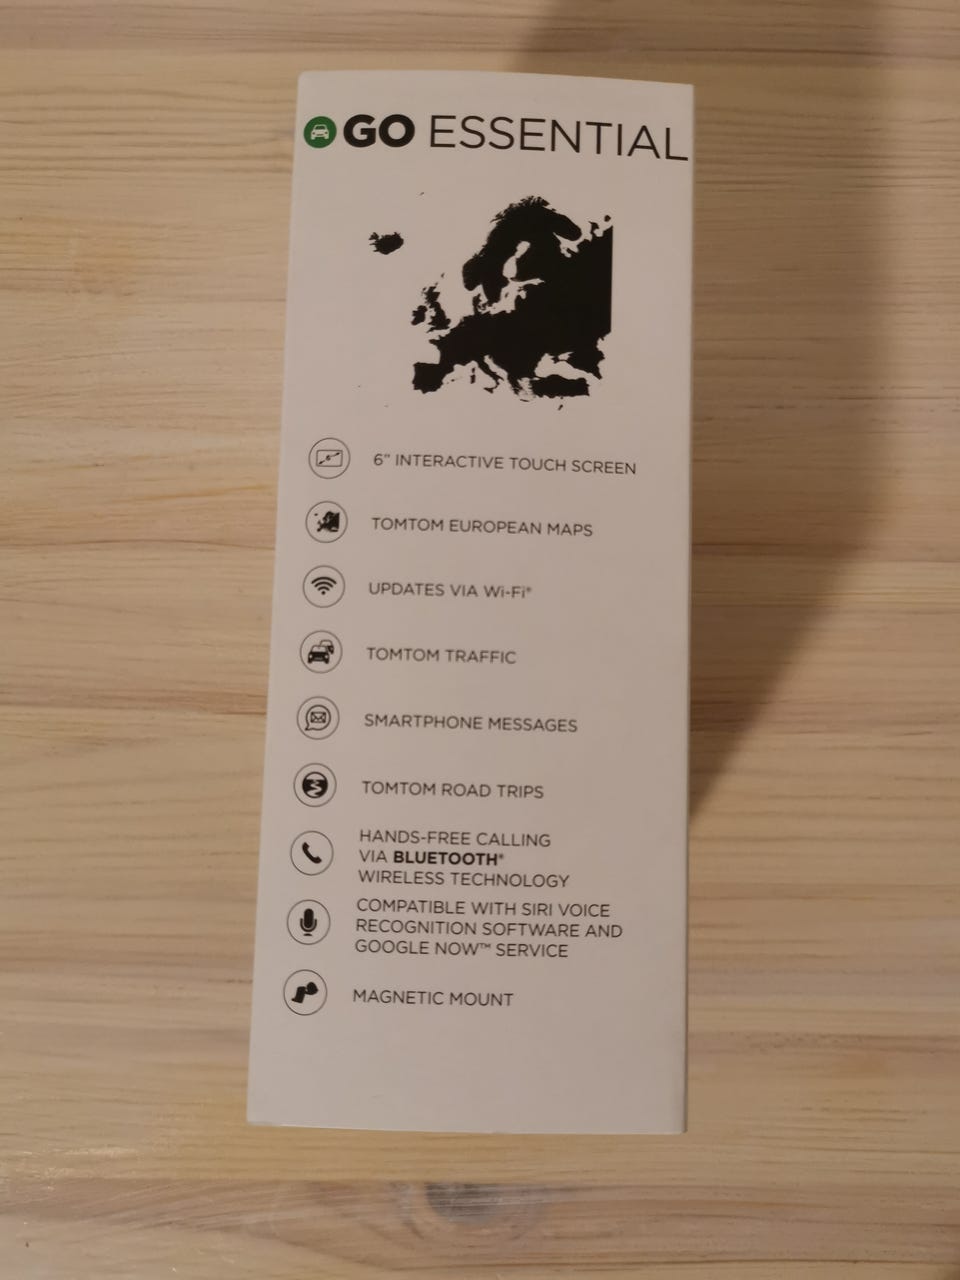 GO ESSENTIAL
6" INTERACTIVE TOUCH SCREEN
TOMTOM EUROPEAN MAPS
UPDATES VIA Wi-Fi®
TOMTOM TRAFFIC
SMARTPHONE MESSAGES
TOMTOM ROAD TRIPS
HANDS-FREE CALLING
VIA BLUETOOTH®
WIRELESS TECHNOLOGY
COMPATIBLE WITH SIRI VOICE
RECOGNITION SOFTWARE AND
GOOGLE NOW™ SERVICE
MAGNETIC MOUNT